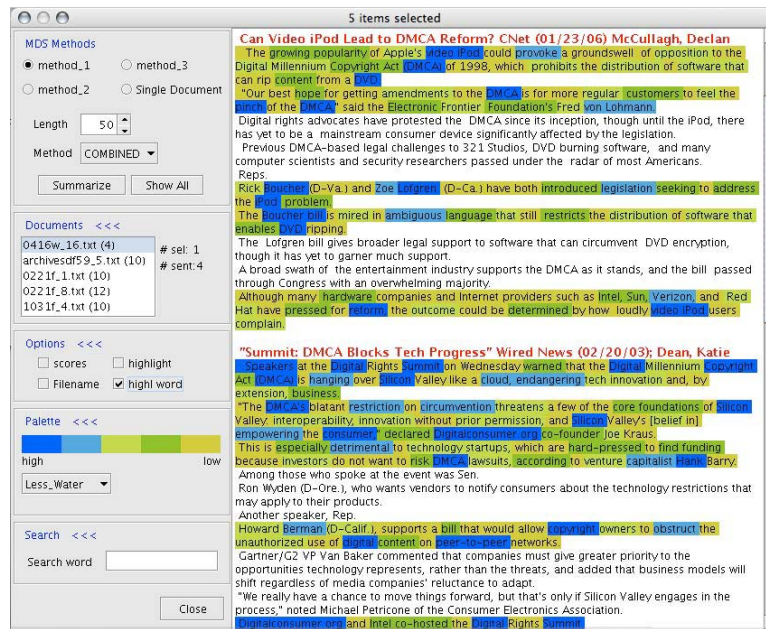 5 items selected
MDS Methods
method_1
method_3
method_2
Single Document
Length
50
Method
COMBINED
Summarize
Show All
Documents <<<
0416w_16.txt (4)
archivesdf59_5.txt (10)
0221f_1.txt (10)
0221f_8.txt (12)
1031f_4.txt (10)
# sel: 1
# sent:4
Options <<<
scores
highlight
Filename
highl word
Palette <<<
high
low
Less_Water
Search <<<
Search word
Close
Can Video iPod Lead to DMCA Reform? CNet (01/23/06) McCullagh, Declan
The growing popularity of Apple's video iPod could provoke a groundswell of opposition to the
Digital Millennium Copyright Act (DMCA) of 1998, which prohibits the distribution of software that
can rip content from a DVD.
"Our best hope for getting amendments to the DMCA is for more regular customers to feel the
pinch of the DMCA," said the Electronic Frontier Foundation's Fred von Lohmann.
Digital rights advocates have protested the DMCA since its inception, though until the iPod, there
has yet to be a mainstream consumer device significantly affected by the legislation.
Previous DMCA-based legal challenges to 321 Studios, DVD burning software, and many
computer scientists and security researchers passed under the radar of most Americans.
Reps.
Rick Boucher (D-Va.) and Zoe Lofgren (D-Ca.) have both introduced legislation seeking to address
the iPod problem.
The Boucher bill is mired in ambiguous language that still restricts the distribution of software that
enables DVD ripping.
The Lofgren bill gives broader legal support to software that can circumvent DVD encryption,
though it has yet to garner much support.
A broad swath of the entertainment industry supports the DMCA as it stands, and the bill passed
through Congress with an overwhelming majority.
Although many hardware companies and Internet providers such as Intel, Sun, Verizon, and Red
Hat have pressed for reform, the outcome could be determined by how loudly video iPod users
complain.
"Summit: DMCA Blocks Tech Progress" Wired News (02/20/03); Dean, Katie
Speakers at the Digital Rights Summit on Wednesday warned that the Digital Millennium Copyright
Act (DMCA) is hanging over Silicon Valley like a cloud, endangering tech innovation and, by
extension, business.
"The DMCA's blatant restriction on circumvention threatens a few of the core foundations of Silicon
Valley: interoperability, innovation without prior permission, and Silicon Valley's [belief in]
empowering the consumer," declared Digitalconsumer.org co-founder Joe Kraus.
This is especially detrimental to technology startups, which are hard-pressed to find funding
because investors do not want to risk DMCA lawsuits, according to venture capitalist Hank Barry.
Among those who spoke at the event was Sen.
Ron Wyden (D-Ore.), who wants vendors to notify consumers about the technology restrictions that
may apply to their products.
Another speaker, Rep.
Howard Berman (D-Calif.), supports a bill that would allow copyright owners to obstruct the
unauthorized use of digital content on peer-to-peer networks.
Gartner/G2 VP Van Baker commented that companies must give greater priority to the
opportunities technology represents, rather than the threats, and added that business models will
shift regardless of media companies' reluctance to adapt.
"We really have a chance to move things forward, but that's only if Silicon Valley engages in the
process," noted Michael Petricone of the Consumer Electronics Association.
Digitalconsumer.org and Intel co-hosted the Digital Rights Summit.